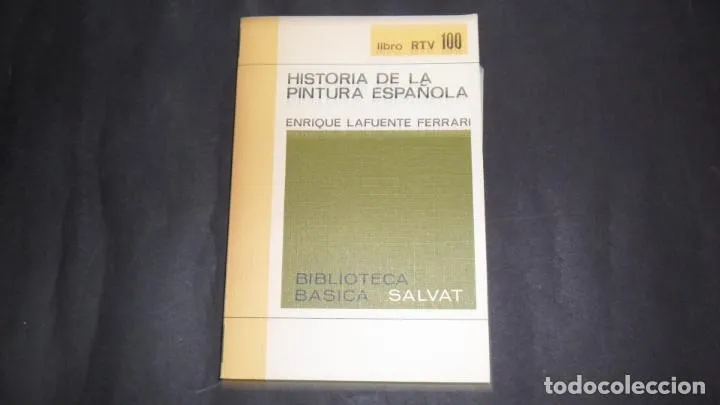 libro RTV 100
HISTORIA DE LA
PINTURA ESPAÑOLA
ENRIQUE LAFUENTE FERRARI
BIBLIOTECA
BASICA SALVAT
todocoleccion